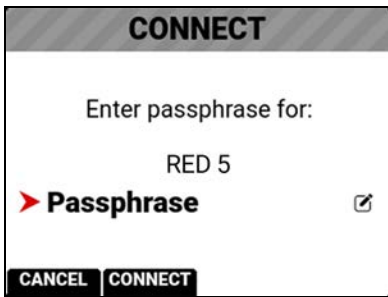 CONNECT
Enter passphrase for:
RED 5
Passphrase
CANCEL CONNECT